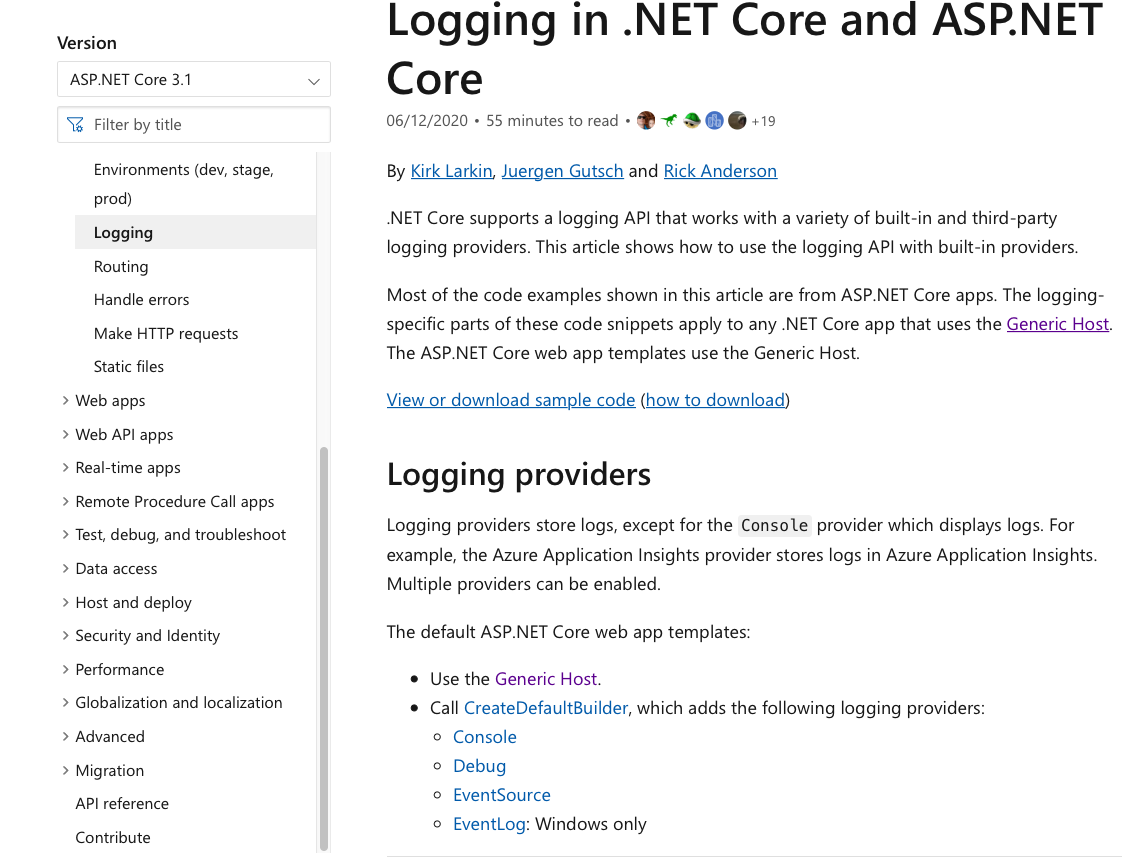 Version
ASP.NET Core 3.1
Filter by title
Environments (dev, stage,
prod)
Logging
Routing
Handle errors
Make HTTP requests
Static files
Web apps
Web API apps
Real-time apps
Remote Procedure Call apps
Test, debug, and troubleshoot
Data access
Host and deploy
Security and Identity
Performance
Globalization and localization
Advanced
Migration
API reference
Contribute
Logging in .NET Core and ASP.NET
Core
06/12/2020 • 55 minutes to read • +19
By Kirk Larkin, Juergen Gutsch and Rick Anderson
.NET Core supports a logging API that works with a variety of built-in and third-party
logging providers. This article shows how to use the logging API with built-in providers.
Most of the code examples shown in this article are from ASP.NET Core apps. The logging-
specific parts of these code snippets apply to any .NET Core app that uses the Generic Host.
The ASP.NET Core web app templates use the Generic Host.
View or download sample code (how to download)
Logging providers
Logging providers store logs, except for the Console provider which displays logs. For
example, the Azure Application Insights provider stores logs in Azure Application Insights.
Multiple providers can be enabled.
The default ASP.NET Core web app templates:
• Use the Generic Host.
• Call CreateDefaultBuilder, which adds the following logging providers:
○ Console
○ Debug
○ EventSource
○ EventLog: Windows only